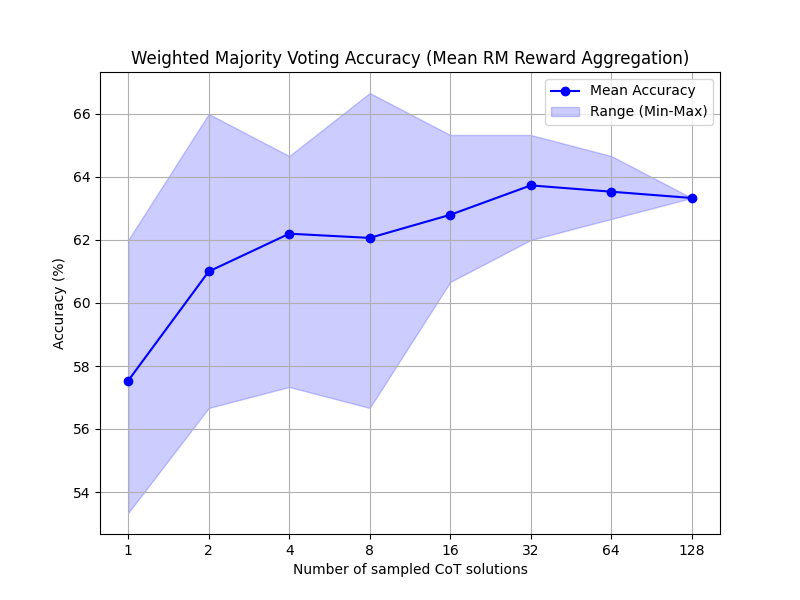 Weighted Majority Voting Accuracy (Mean RM Reward Aggregation)
Mean Accuracy
Range (Min-Max)
Accuracy (%)
66
64
62
60
58
56
54
1 2 4 8 16 32 64 128
Number of sampled CoT solutions